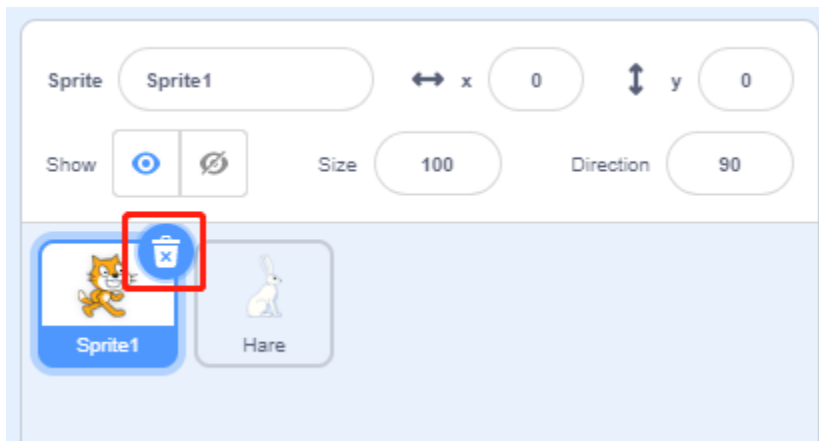 Sprite Sprite1 x 0 y 0
Show Size 100 Direction 90
Sprite1 Hare